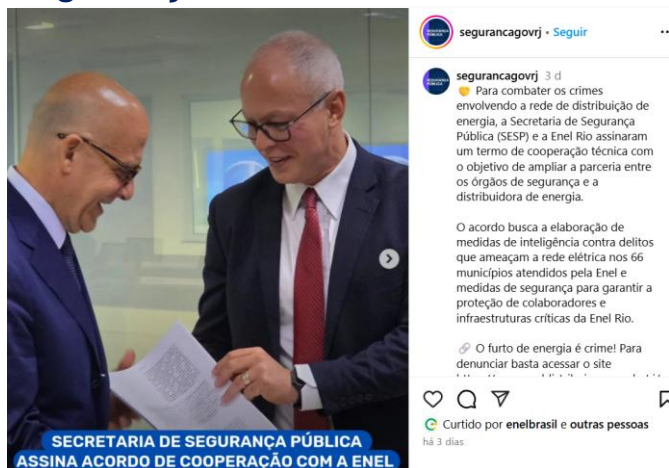 segurancagovrj • Seguir
segurancagovrj 3 d
Para combater os crimes
envolvendo a rede de distribuição de
energia, a Secretaria de Segurança
Pública (SESP) e a Enel Rio assinaram
um termo de cooperação técnica com
o objetivo de ampliar a parceria entre
os órgãos de segurança e a
distribuidora de energia.
O acordo busca a elaboração de
medidas de inteligência contra delitos
que ameaçam a rede elétrica nos 66
municípios atendidos pela Enel e
medidas de segurança para garantir a
proteção de colaboradores e
infraestruturas críticas da Enel Rio.
O furto de energia é crime! Para
denunciar basta acessar o site
Curtido por enelbrasil e outras pessoas
há 3 dias
SECRETARIA DE SEGURANÇA PÚBLICA
ASSINA ACORDO DE COOPERAÇÃO COM A ENEL